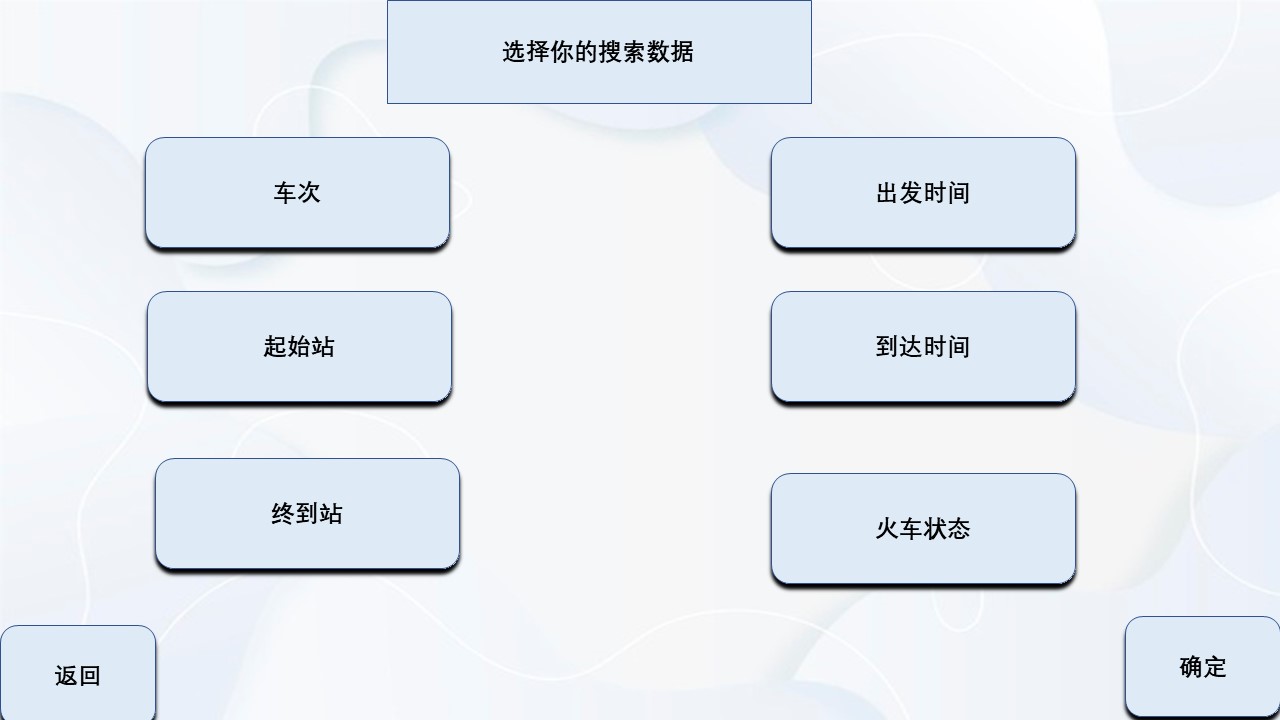 选择你的搜索数据
车次
出发时间
起始站
到达时间
终到站
火车状态
返回
确定